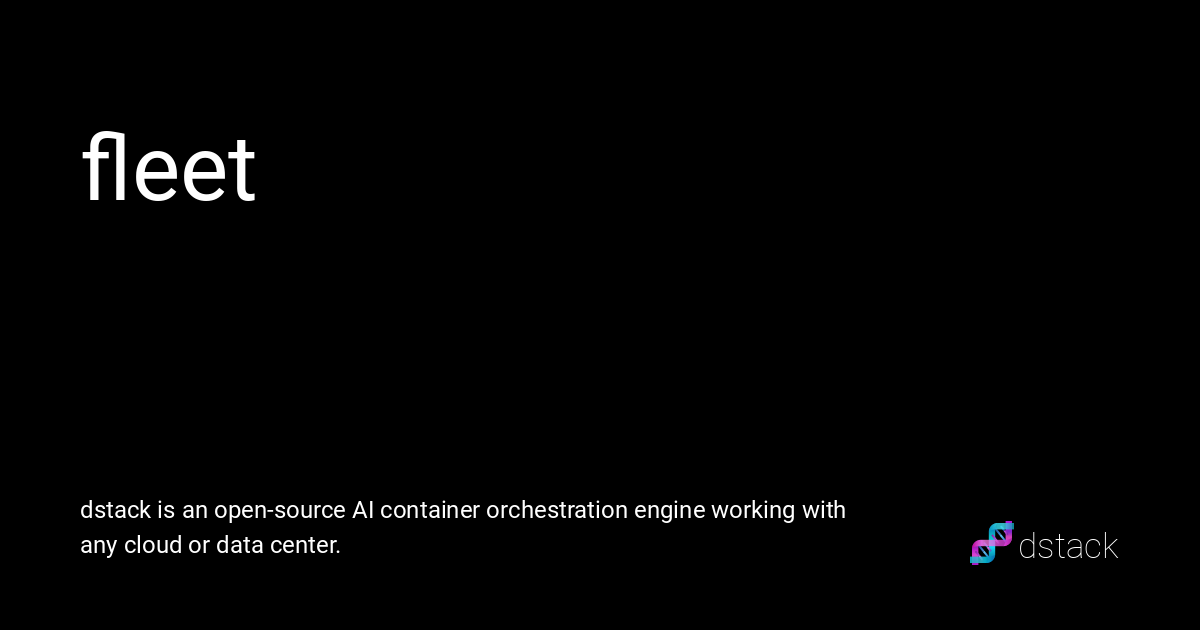 fleet
dstack is an open-source AI container orchestration engine working with
any cloud or data center.
dstack